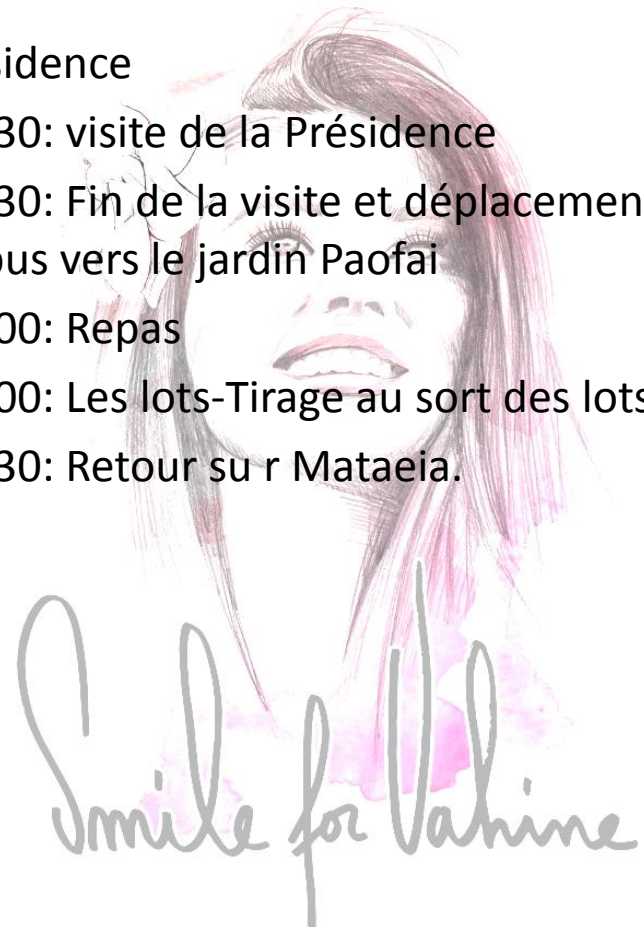 sidence
30: visite de la Présidence
30: Fin de la visite et déplacemen
ous vers le jardin Paofai
00: Repas
00: Les lots-Tirage au sort des lots
30: Retour su r Mataeia.
Smile for Vahine